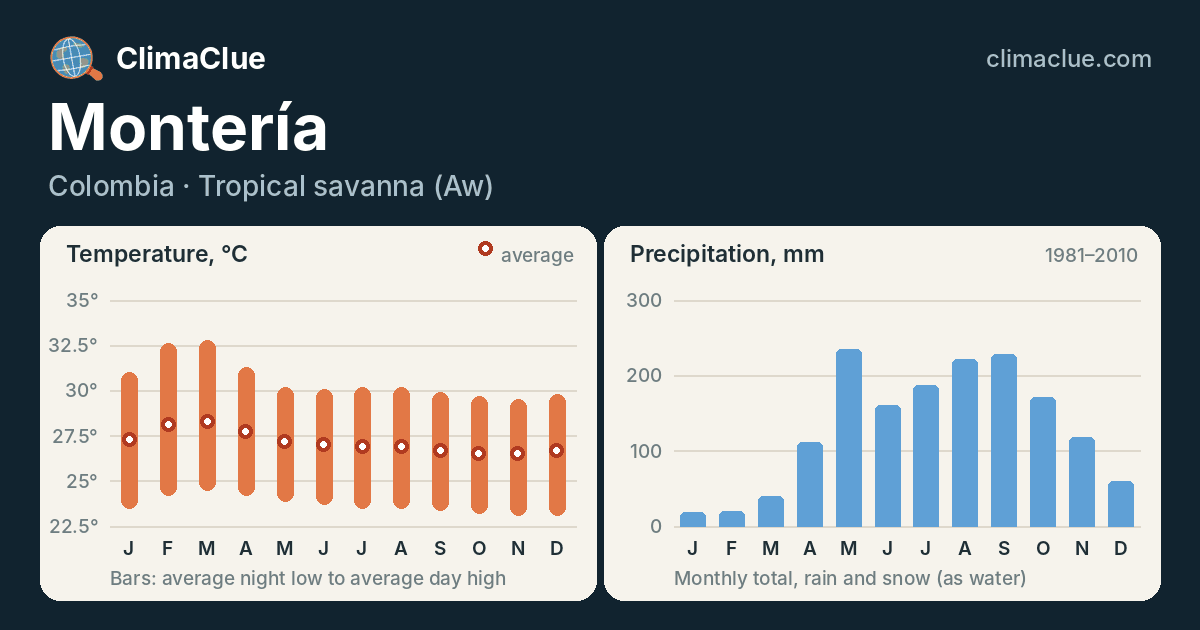 ClimaClue
climaclue.com
Montería
Colombia · Tropical savanna (Aw)
Temperature, °C
average
35°
32.5°
30°
27.5°
25°
22.5°
J F M A M J J A S O N D
Bars: average night low to average day high
Precipitation, mm
1981–2010
300
200
100
0
J F M A M J J A S O N D
Monthly total, rain and snow (as water)